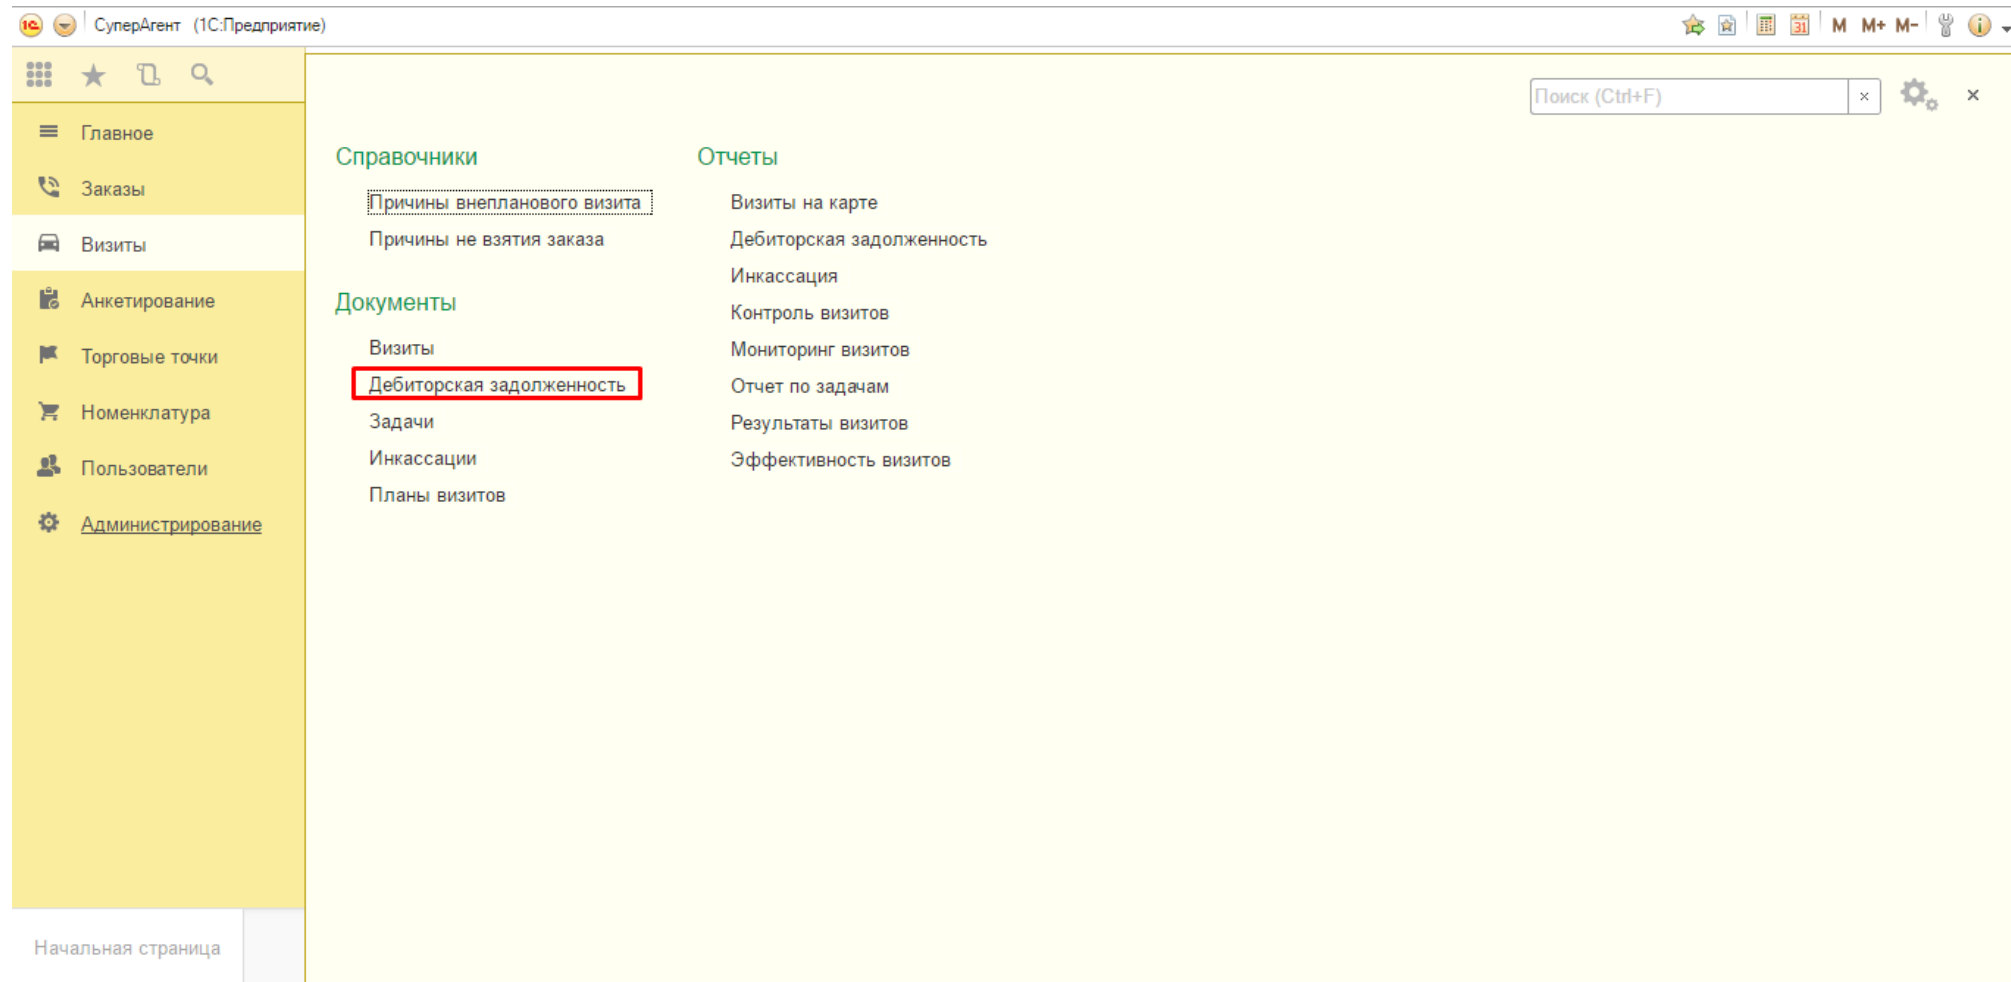 СуперАгент (1С:Предприятие)
31
M M+ M-
Поиск (Ctrl+F)
Главное
Заказы
Визиты
Анкетирование
Торговые точки
Номенклатура
Пользователи
Администрирование
Справочники
Причины внепланового визита
Причины не взятия заказа
Документы
Визиты
Дебиторская задолженность
Задачи
Инкассации
Планы визитов
Отчеты
Визиты на карте
Дебиторская задолженность
Инкассация
Контроль визитов
Мониторинг визитов
Отчет по задачам
Результаты визитов
Эффективность визитов
Начальная страница